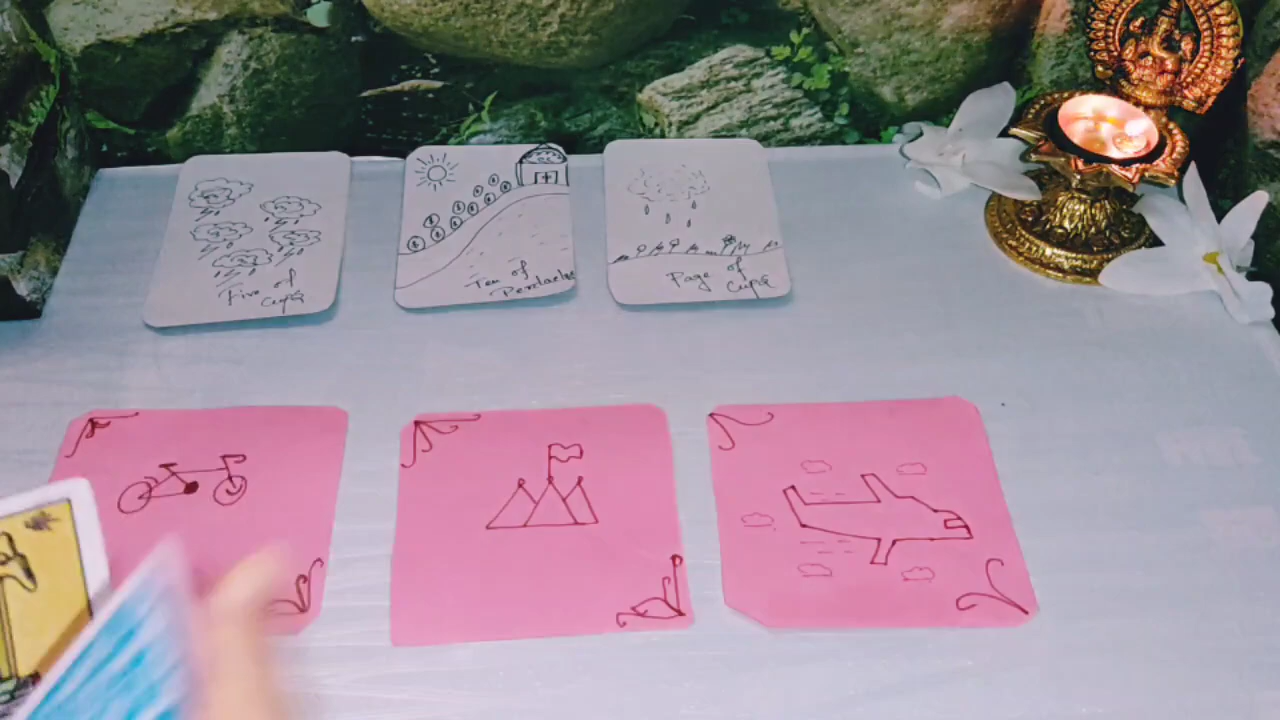 Five of
Cups
Ten of
Pentacles
Page of
Cups